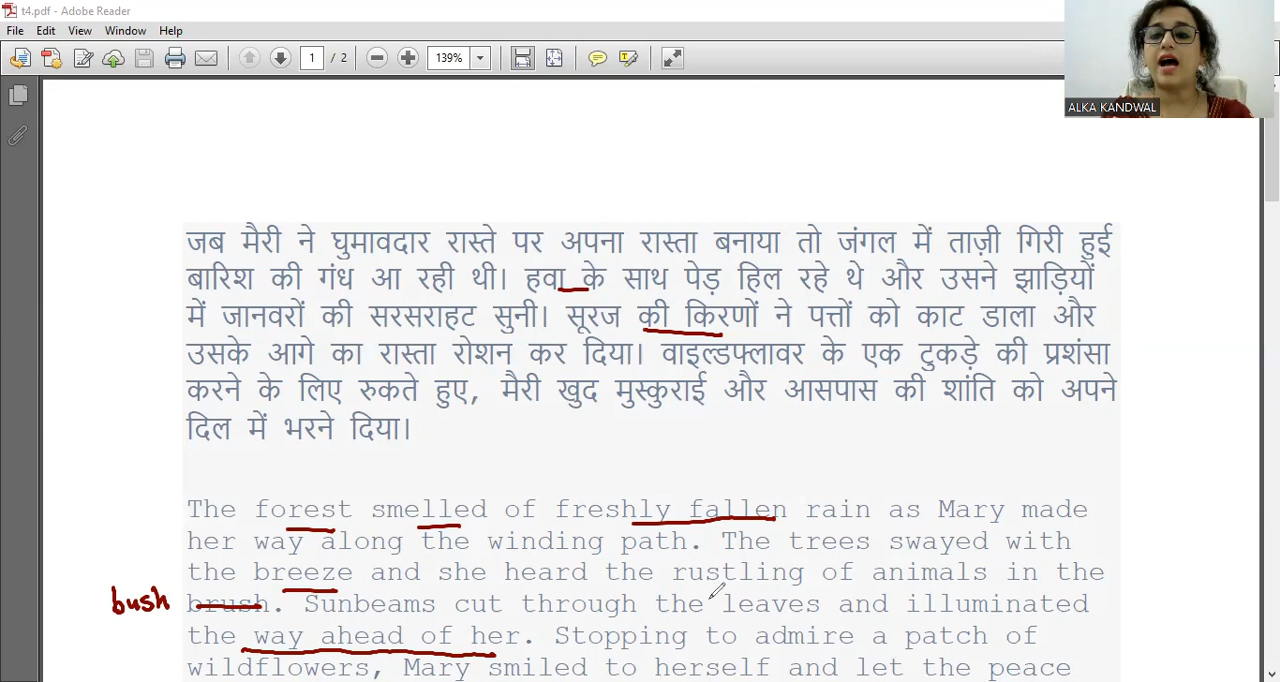 t4.pdf - Adobe Reader
File Edit View Window Help
1 / 2 139%
ALKA KANDWAL
जब मैरी ने घुमावदार रास्ते पर अपना रास्ता बनाया तो जंगल में ताज़ी गिरी हुई
बारिश की गंध आ रही थी। हवा के साथ पेड़ हिल रहे थे और उसने झाड़ियों
में जानवरों की सरसराहट सुनी। सूरज की किरणों ने पत्तों को काट डाला और
उसके आगे का रास्ता रोशन कर दिया। वाइल्डफ्लावर के एक टुकड़े की प्रशंसा
करने के लिए रुकते हुए, मैरी खुद मुस्कुराई और आसपास की शांति को अपने
दिल में भरने दिया।
The forest smelled of freshly fallen rain as Mary made
her way along the winding path. The trees swayed with
the breeze and she heard the rustling of animals in the
bush brush. Sunbeams cut through the leaves and illuminated
the way ahead of her. Stopping to admire a patch of
wildflowers, Mary smiled to herself and let the peace